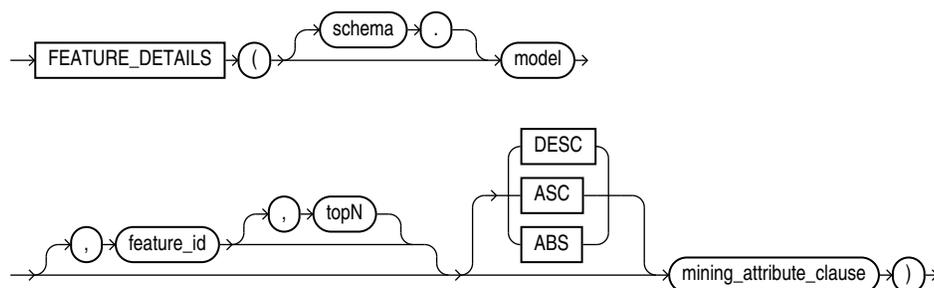 FEATURE_DETAILS ( schema . model
, feature_id , topN DESC
ASC
ABS
mining_attribute_clause )